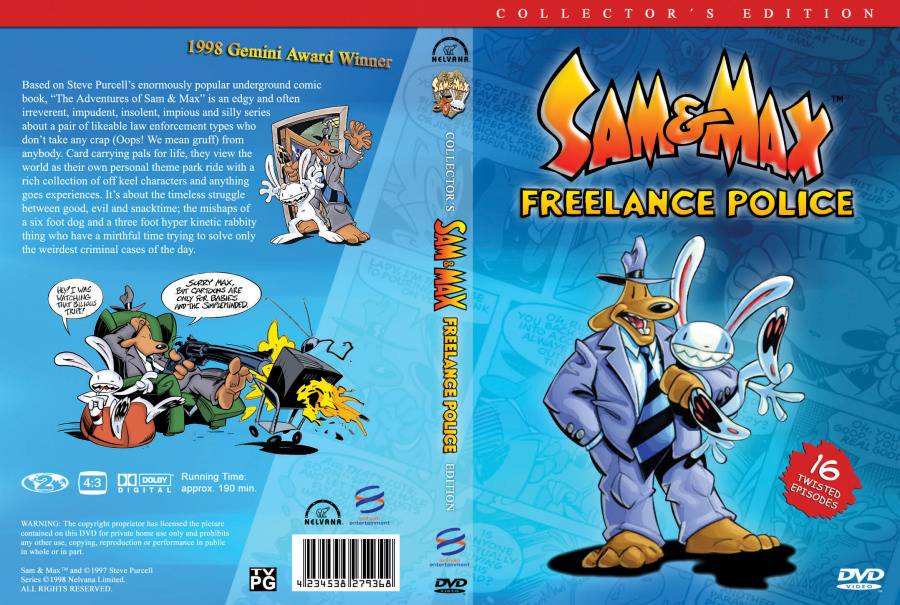 COLLECTOR´S EDITION
1998 Gemini Award Winner
Based on Steve Purcell's enormously popular underground comic
book, “The Adventures of Sam & Max” is an edgy and often
irreverent, impudent, insolent, impious and silly series
about a pair of likeable law enforcement types who
don't take any crap (Oops! We mean gruff) from
anybody. Card carrying pals for life, they view the
world as their own personal theme park ride with a
rich collection of off keel characters and anything
goes experiences. It's about the timeless struggle
between good, evil and snacktime; the mishaps of
a six foot dog and a three foot hyper kinetic rabbity
thing who have a mirthful time trying to solve only
the weirdest criminal cases of the day.
HEY! I WAS
WATCHING
THAT BILIOUS
TRIPE!
SORRY MAX,
BUT CARTOONS ARE
ONLY FOR BABIES
AND THE SIMPLEMINDED.
2
4:3
DOLBY
DIGITAL
Running Time:
approx. 190 min.
WARNING: The copyright proprietor has licensed the picture
contained on this DVD for private home use only and prohibits
any other use, copying, reproduction or performance in public
in whole or in part.
Sam & Max™ and ©1997 Steve Purcell
Series ©1998 Nelvana Limited.
ALL RIGHTS RESERVED.
NELVANA
entertainment
TV
PG
4 234538 279368
NELVANA
SAM & MAX
COLLECTOR'S
SAM & MAX
FREELANCE POLICE
EDITION
entertainment
DVD
VIDEO
SAM & MAX™
FREELANCE POLICE
16
TWISTED
EPISODES
DVD
VIDEO